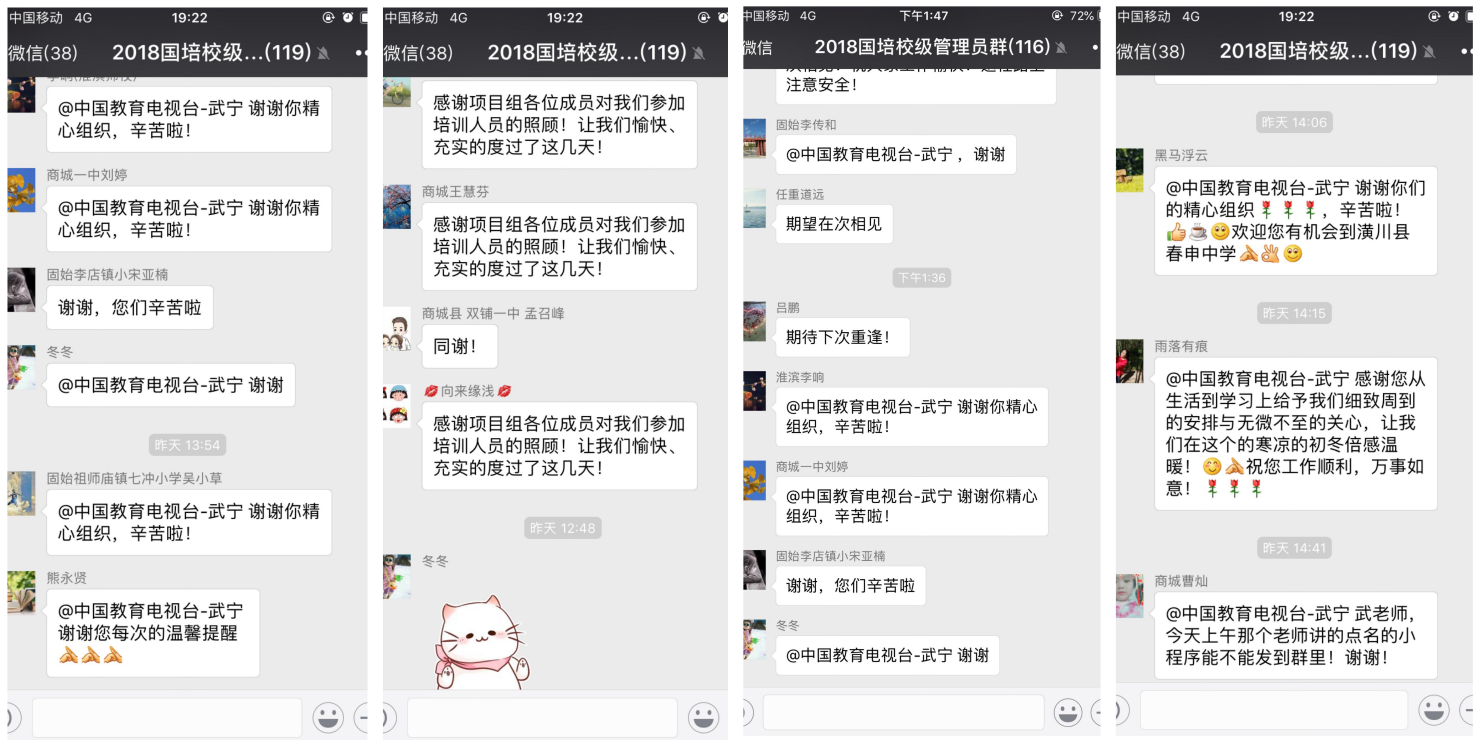 中国移动 4G 19:22
微信(38) 2018国培校级...(119)
@中国教育电视台-武宁 谢谢你精
心组织，辛苦啦！
商城一中刘婷
@中国教育电视台-武宁 谢谢你精
心组织，辛苦啦！
固始李店镇小宋亚楠
谢谢，您们辛苦啦
冬冬
@中国教育电视台-武宁 谢谢
昨天 13:54
固始祖师庙镇七冲小学吴小草
@中国教育电视台-武宁 谢谢你精
心组织，辛苦啦！
熊永贤
@中国教育电视台-武宁
谢谢您每次的温馨提醒
🙏🙏🙏
中国移动 4G 19:22
微信(38) 2018国培校级...(119)
感谢项目组各位成员对我们参加
培训人员的照顾！让我们愉快、
充实的度过了这几天！
商城王慧芬
感谢项目组各位成员对我们参加
培训人员的照顾！让我们愉快、
充实的度过了这几天！
商城县 双铺一中 孟召峰
同谢！
💋向来缘浅💋
感谢项目组各位成员对我们参加
培训人员的照顾！让我们愉快、
充实的度过了这几天！
昨天 12:48
冬冬
中国移动 4G 下午1:47 72%
微信 2018国培校级管理员群(116)
注意安全！
固始李传和
@中国教育电视台-武宁 ，谢谢
任重道远
期望在次相见
下午1:36
吕鹏
期待下次重逢！
淮滨李响
@中国教育电视台-武宁 谢谢你精心
组织，辛苦啦！
商城一中刘婷
@中国教育电视台-武宁 谢谢你精心
组织，辛苦啦！
固始李店镇小宋亚楠
谢谢，您们辛苦啦
冬冬
@中国教育电视台-武宁 谢谢
中国移动 4G 19:22
微信(38) 2018国培校级...(119)
昨天 14:06
黑马浮云
@中国教育电视台-武宁 谢谢你们
的精心组织🌹🌹🌹，辛苦啦！
👍☕😊欢迎您有机会到潢川县
春申中学🙏👌😊
昨天 14:15
雨落有痕
@中国教育电视台-武宁 感谢您从
生活到学习上给予我们细致周到
的安排与无微不至的关心，让我
们在这个的寒凉的初冬倍感温
暖！😊🙏祝您工作顺利，万事如
意！🌹🌹🌹
昨天 14:41
商城曹灿
@中国教育电视台-武宁 武老师，
今天上午那个老师讲的点名的小
程序能不能发到群里！谢谢！